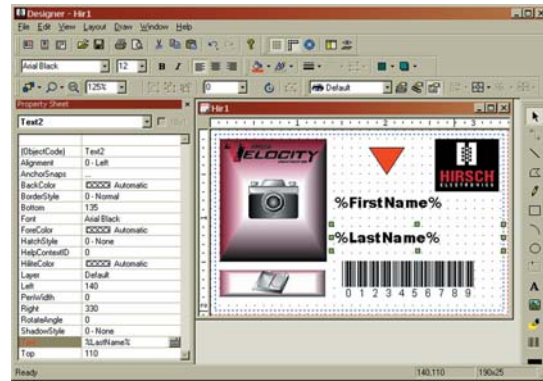 Designer - Hir1
File Edit View Layout Draw Window Help
Arial Black 12 B I
125% 0 Default
Property Sheet
Text2
(ObjectCode) Text2
Alignment 0 - Left
AnchorSnaps
BackColor Automatic
BorderStyle 0 - Normal
Bottom 135
Font Arial Black
ForeColor Automatic
HatchStyle 0 - None
HelpContextID 0
HiliteColor Automatic
Layer Default
Left 140
PenWidth 0
Right 330
RotateAngle 0
ShadowStyle 0 - None
Text %LastName%
Top 110
Hir1
1 2 3
VELOCITY
HIRSCH
ELECTRONICS
%FirstName%
%LastName%
0 1 2 3 4 5 6 7 8 9
Ready 140,110 190x25